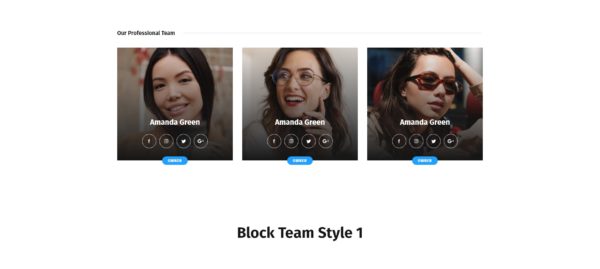 Our Professional Team
Amanda Green
Amanda Green
Amanda Green
OWNER
OWNER
OWNER
Block Team Style 1